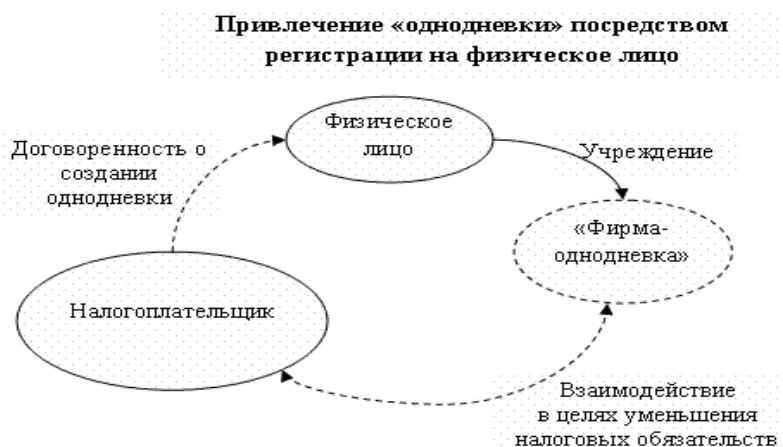 Привлечение «однодневки» посредством
регистрации на физическое лицо
Физическое
лицо
Договоренность о
создании
однодневки
Учреждение
«Фирма-
однодневка»
Налогоплательщик
Взаимодействие
в целях уменьшения
налоговых обязательств